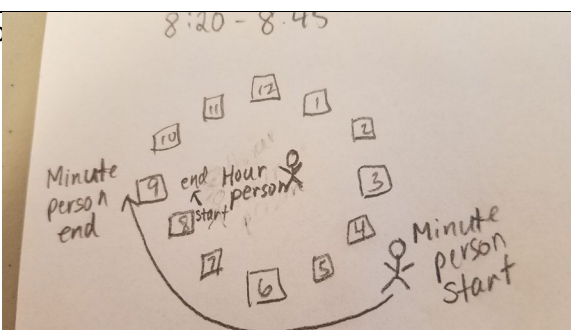 8:20 - 8:45
12
11
1
10
2
Minute
person
end
9
end
Hour
person
3
8
start
4
Minute
person
start
7
5
6